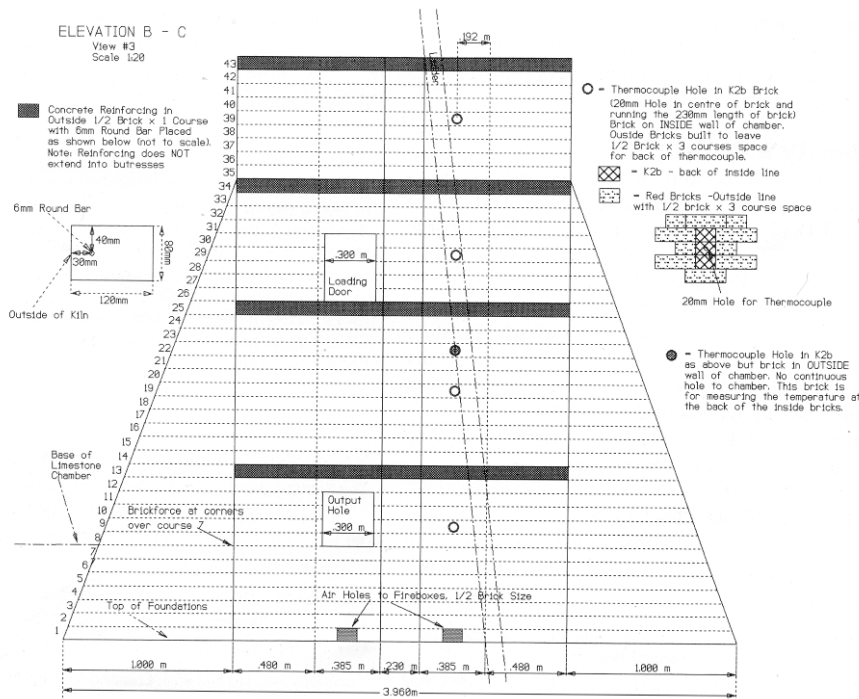 ELEVATION B - C
View #3
Scale 1:20
.192 m
Ladder
Concrete Reinforcing in
Outside 1/2 Brick x 1 Course
with 6mm Round Bar Placed
as shown below (not to scale).
Note: Reinforcing does NOT
extend into butresses
6mm Round Bar
40mm
30mm
80mm
120mm
Outside of Kiln
- Thermocouple Hole in K2b Brick
(20mm Hole in centre of brick and
running the 230mm length of brick)
Brick on INSIDE wall of chamber.
Ouside Bricks built to leave
1/2 Brick x 3 courses space
for back of thermocouple.
= K2b - back of inside line
= Red Bricks -Outside line
with 1/2 brick x 3 course space
20mm Hole for Thermocouple
- Thermocouple Hole in K2b
as above but brick in OUTSIDE
wall of chamber. No continuous
hole to chamber. This brick is
for measuring the temperature at
the back of the inside bricks.
43
42
41
40
39
38
37
36
35
34
33
32
31
30
29
28
27
26
25
24
23
22
21
20
19
18
17
16
15
14
13
12
11
10
9
8
7
6
5
4
3
2
1
.300 m
Loading
Door
Base of
Limestone
Chamber
Brickforce at corners
over course 7
Output
Hole
.300 m
Air Holes to Fireboxes. 1/2 Brick Size
Top of Foundations
1.000 m
.480 m
.385 m
.230 m
.385 m
.480 m
1.000 m
3.960m